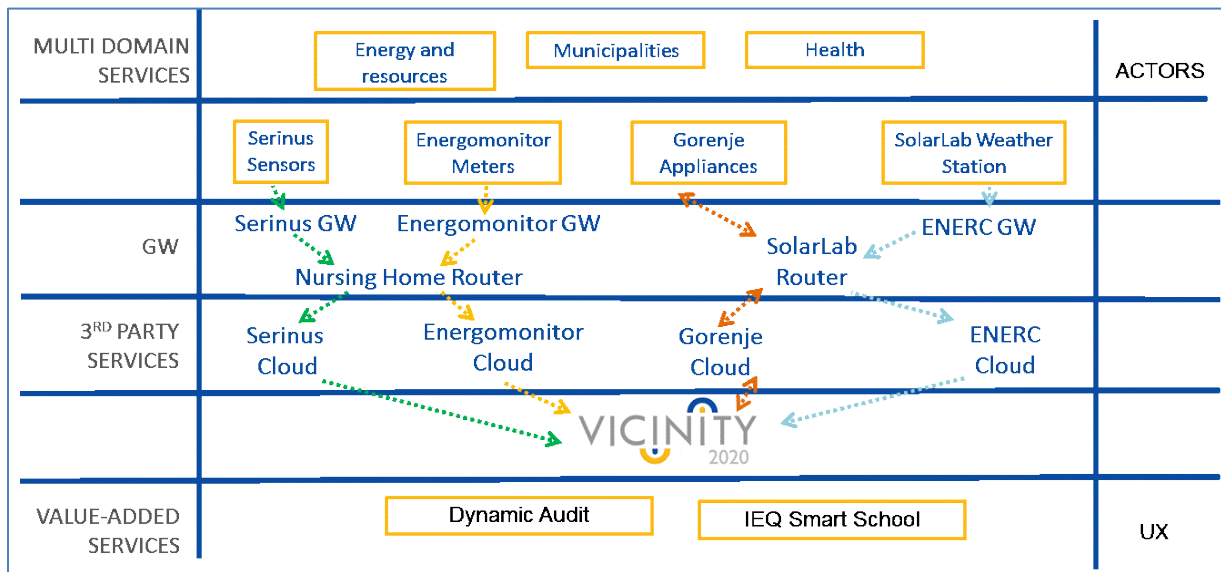 MULTI DOMAIN
SERVICES
Energy and
resources
Municipalities
Health
ACTORS
Serinus
Sensors
Energomonitor
Meters
Gorenje
Appliances
SolarLab Weather
Station
GW
Serinus GW
Energomonitor GW
ENERC GW
Nursing Home Router
SolarLab
Router
3RD PARTY
SERVICES
Serinus
Cloud
Energomonitor
Cloud
Gorenje
Cloud
ENERC
Cloud
VICINITY
2020
VALUE-ADDED
SERVICES
Dynamic Audit
IEQ Smart School
UX